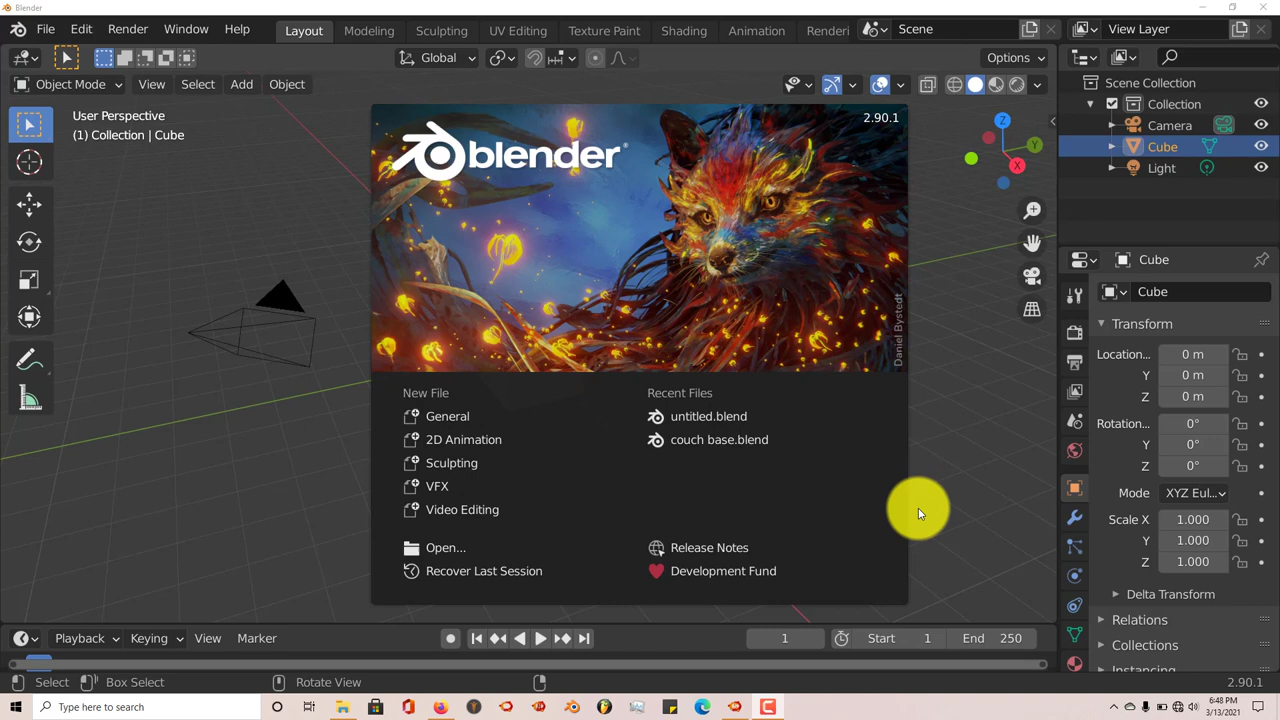 Blender
File Edit Render Window Help Layout Modeling Sculpting UV Editing Texture Paint Shading Animation Renderi Scene View Layer
Global Options
Object Mode View Select Add Object
User Perspective
(1) Collection | Cube
Scene Collection
Collection
Camera
Cube
Light
Z
Y
X
2.90.1
blender
Daniel Bystedt
New File
General
2D Animation
Sculpting
VFX
Video Editing
Open...
Recover Last Session
Recent Files
untitled.blend
couch base.blend
Release Notes
Development Fund
Cube
Cube
Transform
Locatio... 0 m
Y 0 m
Z 0 m
Rotatio... 0°
Y 0°
Z 0°
Mode XYZ Eul...
Scale X 1.000
Y 1.000
Z 1.000
Delta Transform
Relations
Collections
Instancing
Playback Keying View Marker 1 Start 1 End 250
Select Box Select Rotate View 2.90.1
Type here to search
6:48 PM
3/13/2021